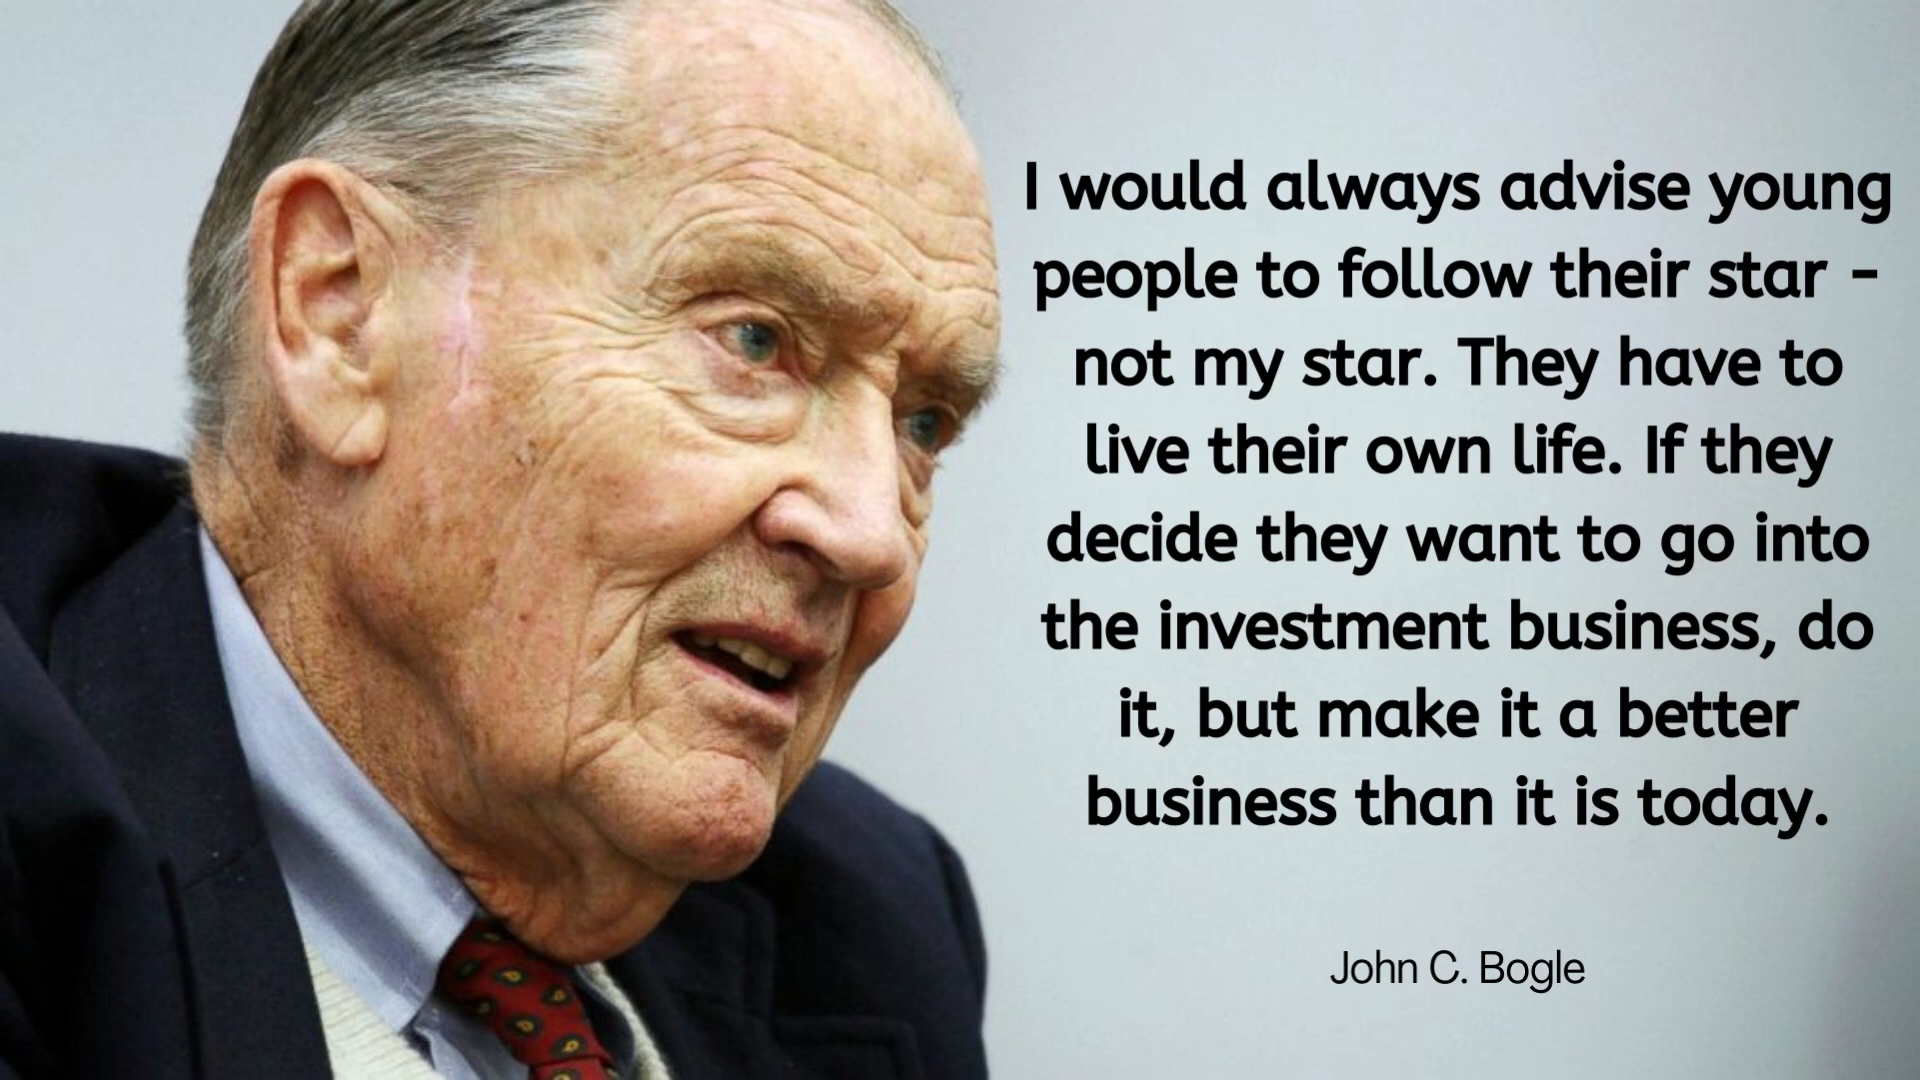 I would always advise young
people to follow their star -
not my star. They have to
live their own life. If they
decide they want to go into
the investment business, do
it, but make it a better
business than it is today.
John C. Bogle